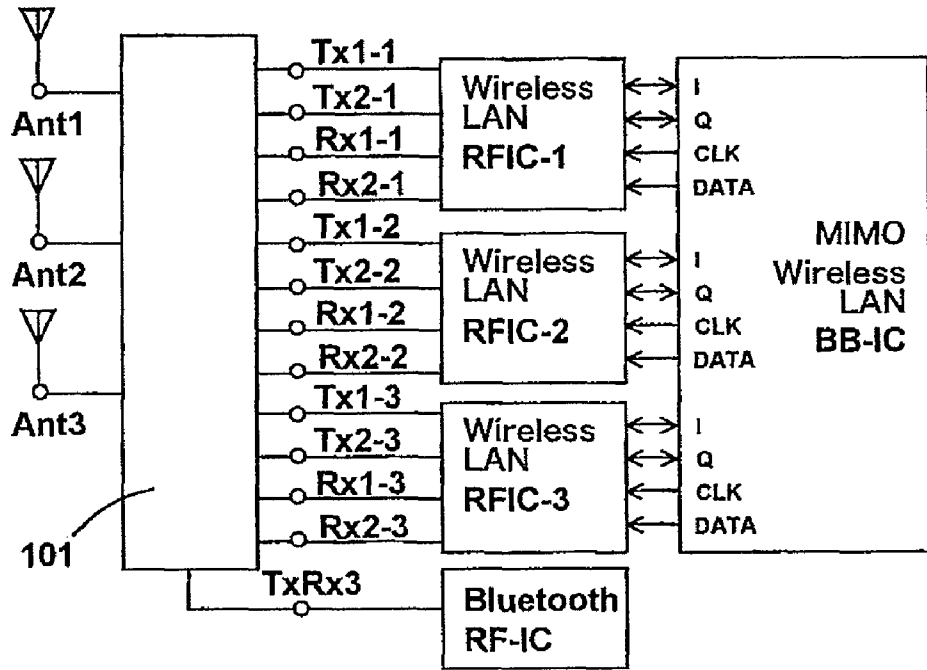 Ant1
Ant2
Ant3
101
Tx1-1
Tx2-1
Rx1-1
Rx2-1
Tx1-2
Tx2-2
Rx1-2
Rx2-2
Tx1-3
Tx2-3
Rx1-3
Rx2-3
TxRx3
Wireless
LAN
RFIC-1
Wireless
LAN
RFIC-2
Wireless
LAN
RFIC-3
Bluetooth
RF-IC
I
Q
CLK
DATA
I
Q
CLK
DATA
I
Q
CLK
DATA
MIMO
Wireless
LAN
BB-IC